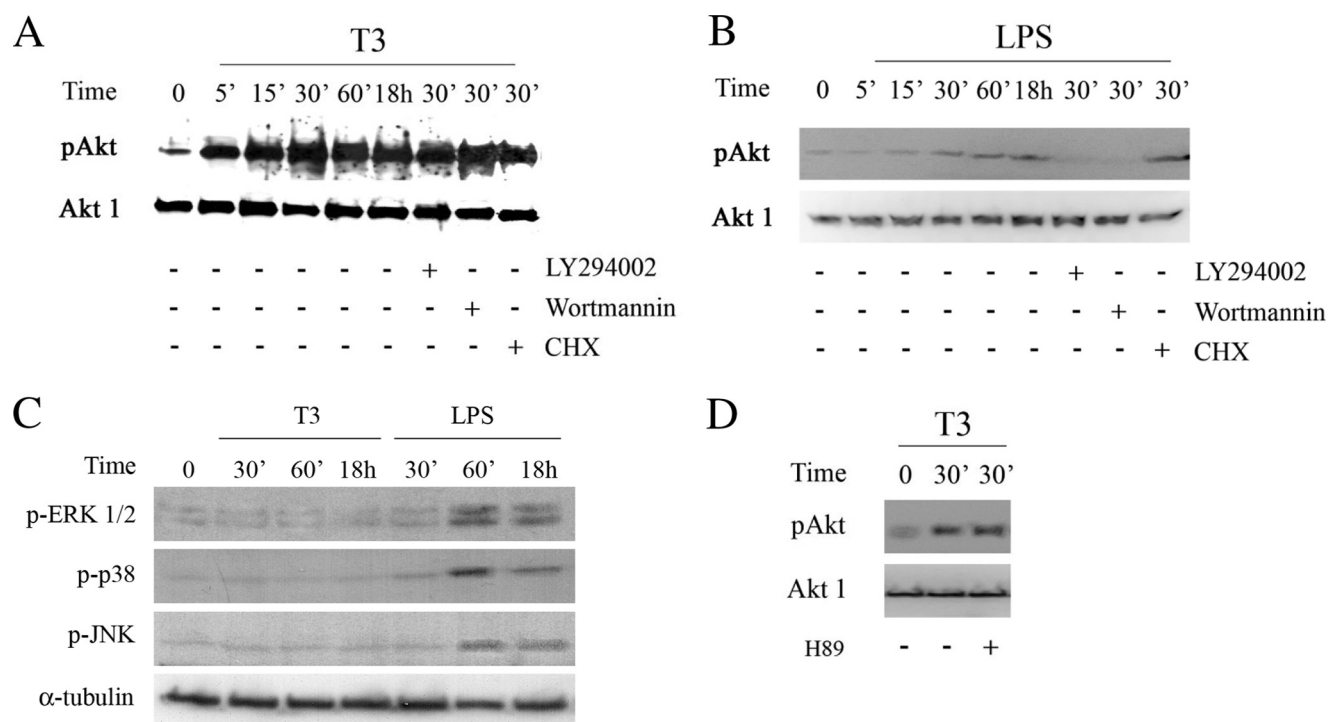 A
T3
Time 0 5’ 15’ 30’ 60’ 18h 30’ 30’ 30’
pAkt
Akt 1
- - - - - - + - - LY294002
- - - - - - - + - Wortmannin
- - - - - - - - + CHX
B
LPS
Time 0 5’ 15’ 30’ 60’ 18h 30’ 30’ 30’
pAkt
Akt 1
- - - - - - + - - LY294002
- - - - - - - + - Wortmannin
- - - - - - - - + CHX
C
T3 LPS
Time 0 30’ 60’ 18h 30’ 60’ 18h
p-ERK 1/2
p-p38
p-JNK
α-tubulin
D
T3
Time 0 30’ 30’
pAkt
Akt 1
H89 - - +